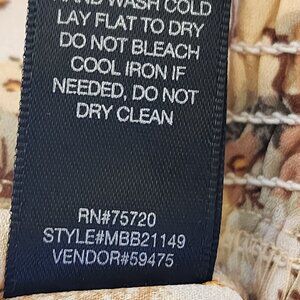 HAND WASH COLD
LAY FLAT TO DRY
DO NOT BLEACH
COOL IRON IF
NEEDED, DO NOT
DRY CLEAN
RN#75720
STYLE#MBB21149
VENDOR#59475